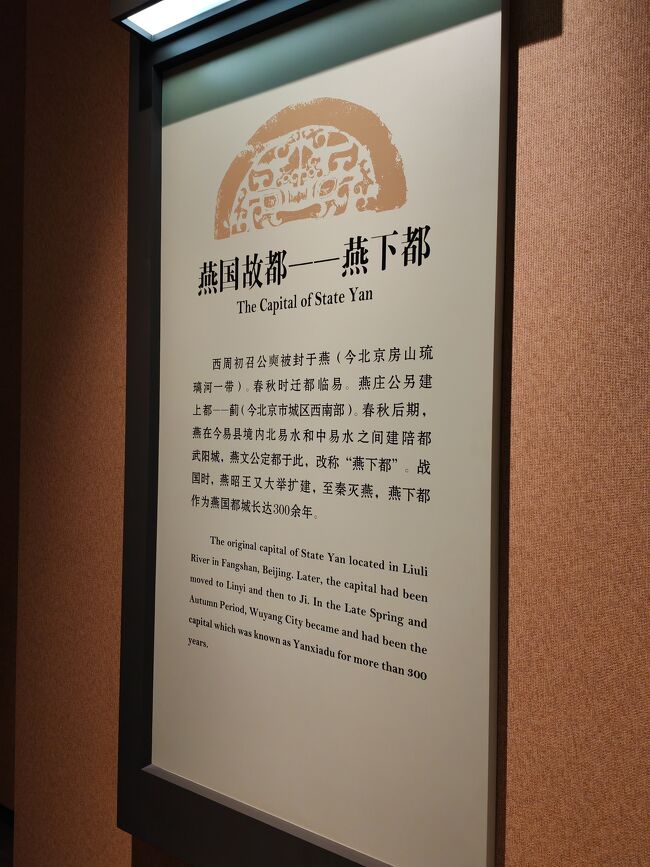 燕国故都——燕下都
The Capital of State Yan
西周初召公奭被封于燕（今北京房山琉
璃河一带）。春秋时迁都临易。燕庄公另建
上都——蓟（今北京市城区西南部）。春秋后期，
燕在今易县境内北易水和中易水之间建陪都
武阳城，燕文公定都于此，改称“燕下都”。战
国时，燕昭王又大举扩建，至秦灭燕，燕下都
作为燕国都城长达300余年。
The original capital of State Yan located in Liuli
River in Fangshan, Beijing. Later, the capital had been
moved to Linyi and then to Ji. In the Late Spring and
Autumn Period, Wuyang City became and had been the
capital which was known as Yanxiadu for more than 300
years.